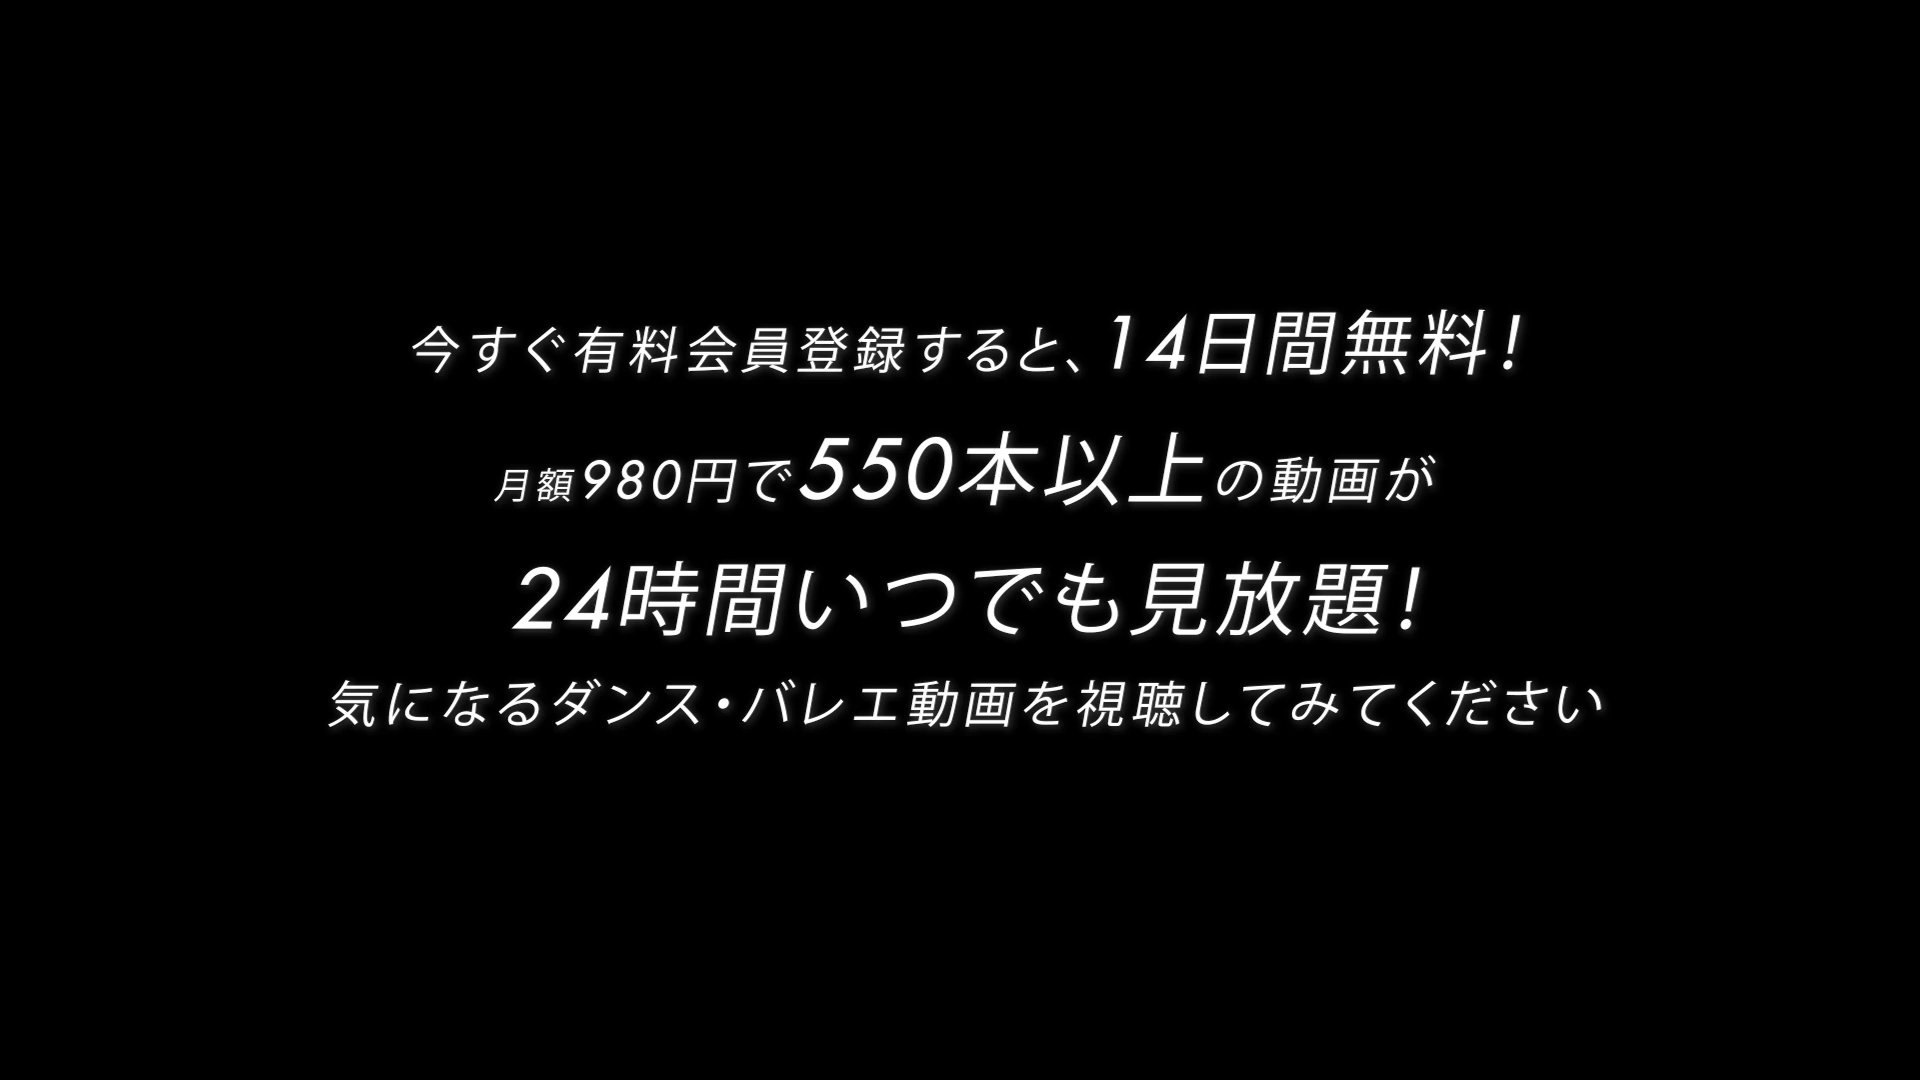 今すぐ有料会員登録すると、14日間無料！
月額980円で550本以上の動画が
24時間いつでも見放題！
気になるダンス・バレエ動画を視聴してみてください